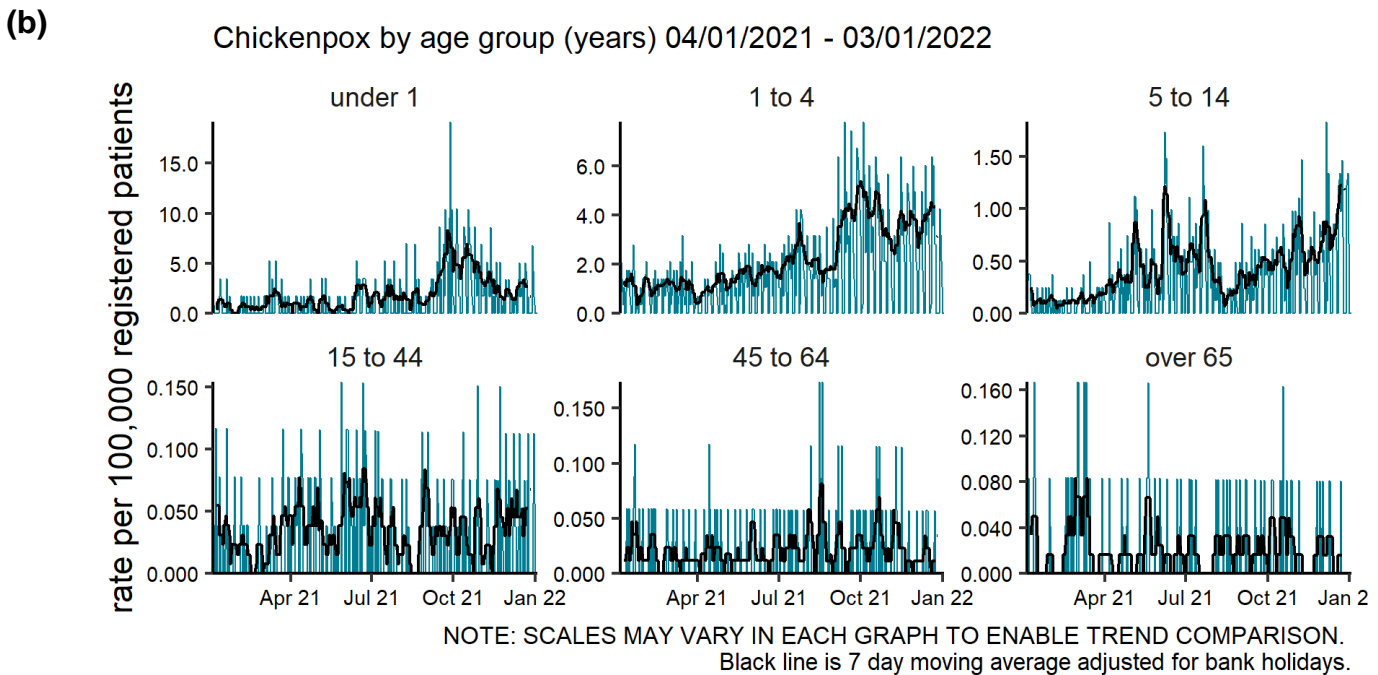 (b)
Chickenpox by age group (years) 04/01/2021 - 03/01/2022
rate per 100,000 registered patients
under 1
15.0
10.0
5.0
0.0
1 to 4
6.0
4.0
2.0
0.0
5 to 14
1.50
1.00
0.50
0.00
15 to 44
0.150
0.100
0.050
0.000
Apr 21 Jul 21 Oct 21 Jan 22
45 to 64
0.150
0.100
0.050
0.000
Apr 21 Jul 21 Oct 21 Jan 22
over 65
0.160
0.120
0.080
0.040
0.000
Apr 21 Jul 21 Oct 21 Jan 2
NOTE: SCALES MAY VARY IN EACH GRAPH TO ENABLE TREND COMPARISON.
Black line is 7 day moving average adjusted for bank holidays.